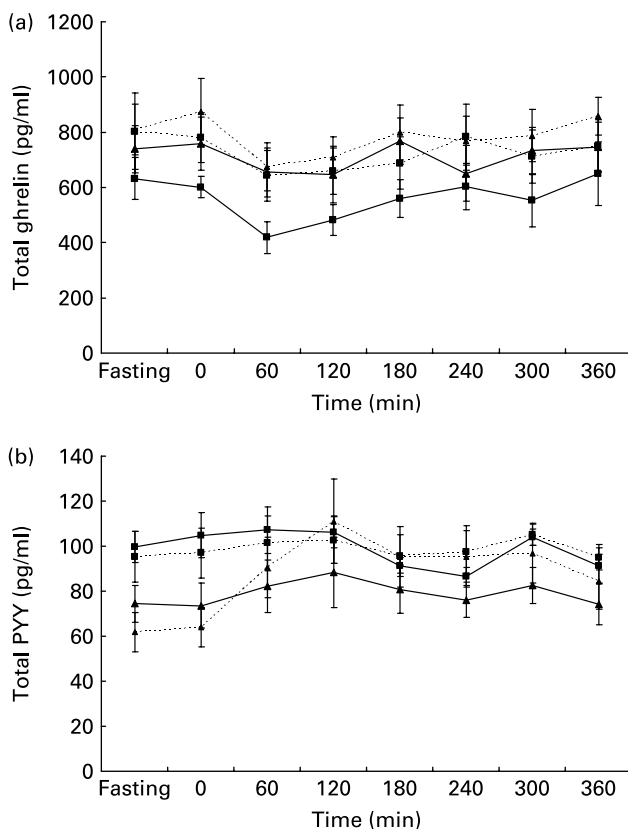 (a)
Total ghrelin (pg/ml)
1200
1000
800
600
400
200
0
Fasting 0 60 120 180 240 300 360
Time (min)
(b)
Total PYY (pg/ml)
140
120
100
80
60
40
20
0
Fasting 0 60 120 180 240 300 360
Time (min)